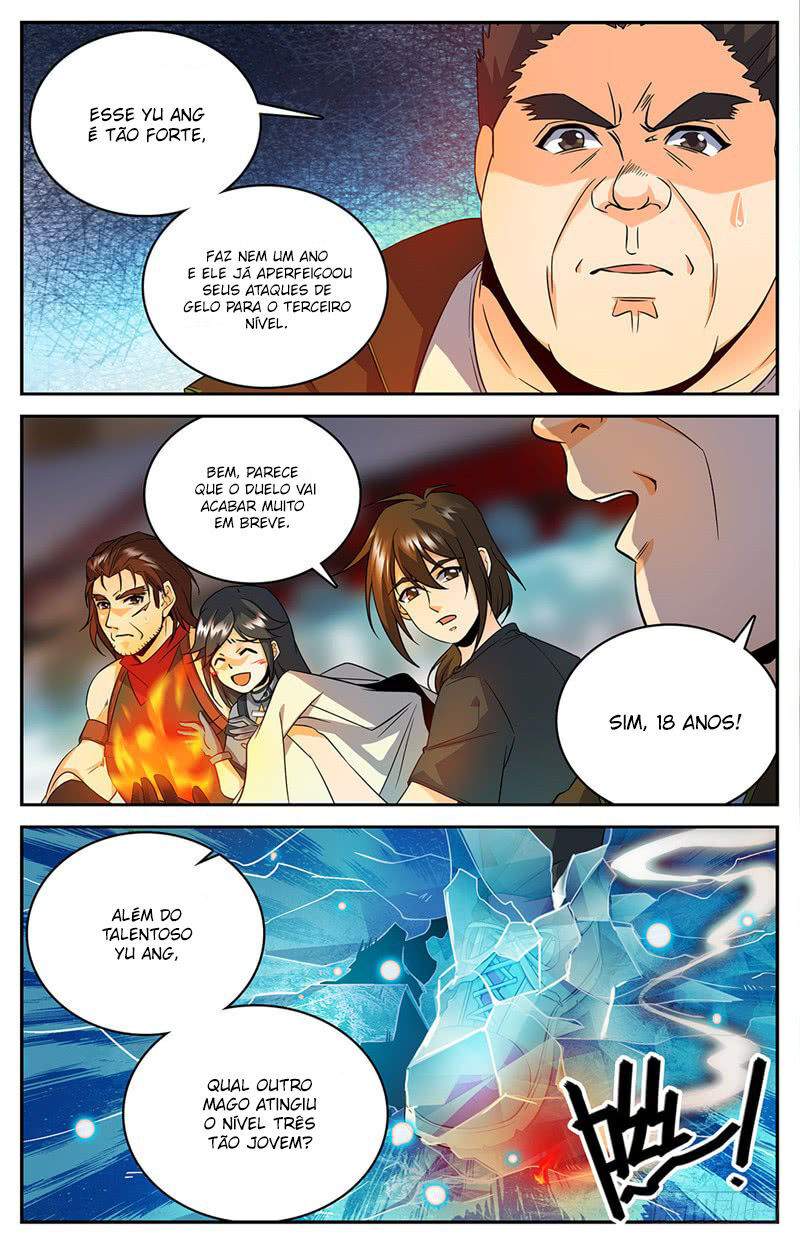 ESSE YU ANG
É TÃO FORTE,
FAZ NEM UM ANO
E ELE JÁ APERFEIÇOOU
SEUS ATAQUES DE
GELO PARA O TERCEIRO
NÍVEL.
BEM, PARECE
QUE O DUELO VAI
ACABAR MUITO
EM BREVE.
SIM, 18 ANOS!
ALÉM DO
TALENTOSO
YU ANG,
QUAL OUTRO
MAGO ATINGIU
O NÍVEL TRÊS
TÃO JOVEM?